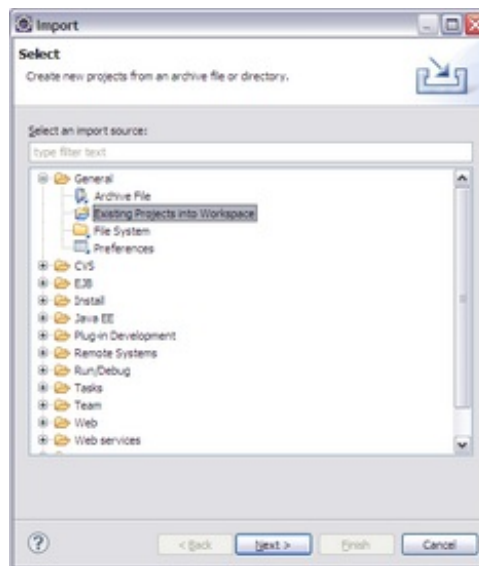 Import
Select
Create new projects from an archive file or directory.
Select an import source:
type filter text
General
Archive File
Existing Projects into Workspace
File System
Preferences
CVS
EJB
Install
Java EE
Plug-in Development
Remote Systems
Run/Debug
Tasks
Team
Web
Web services
?
< Back
Next >
Finish
Cancel